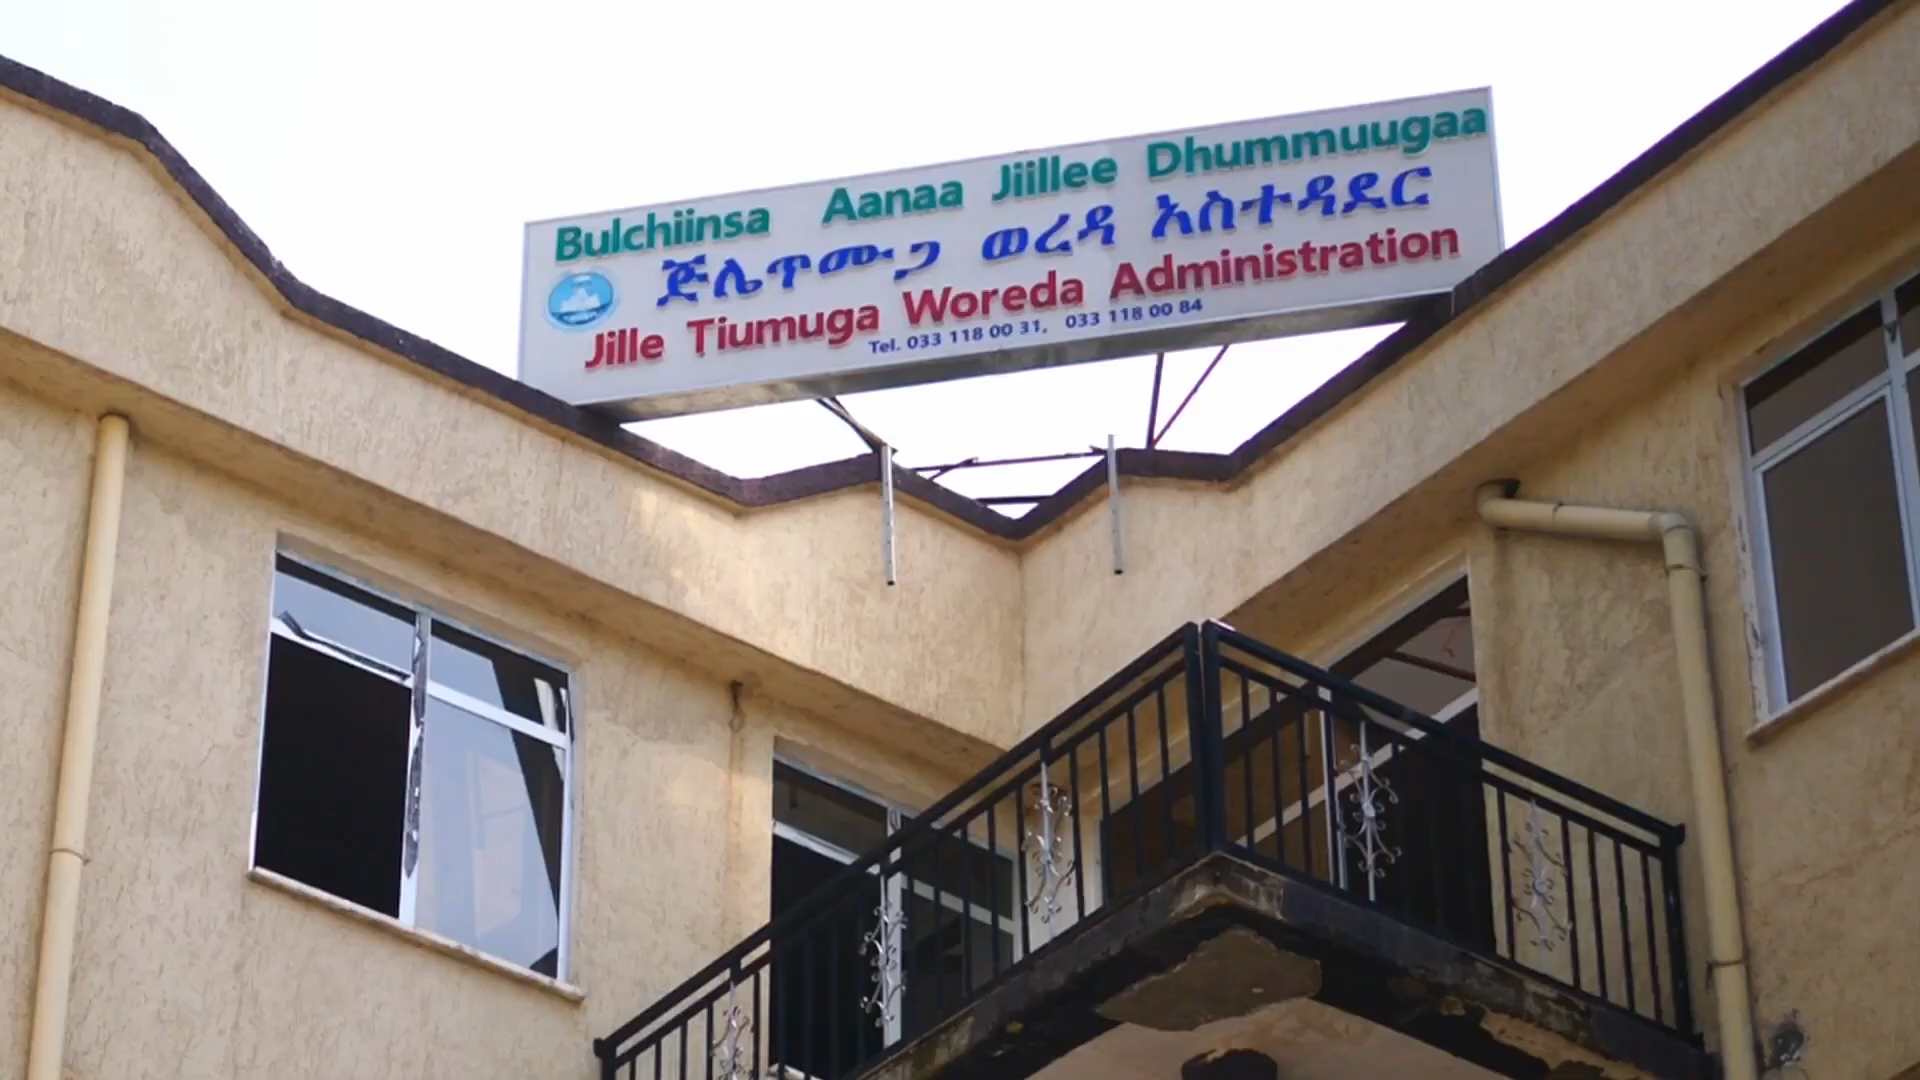 Bulchiinsa Aanaa Jiillee Dhummuugaa
ጅሌጥሙጋ ወረዳ አስተዳደር
Jille Tiumuga Woreda Administration
Tel. 033 118 00 31, 033 118 00 84